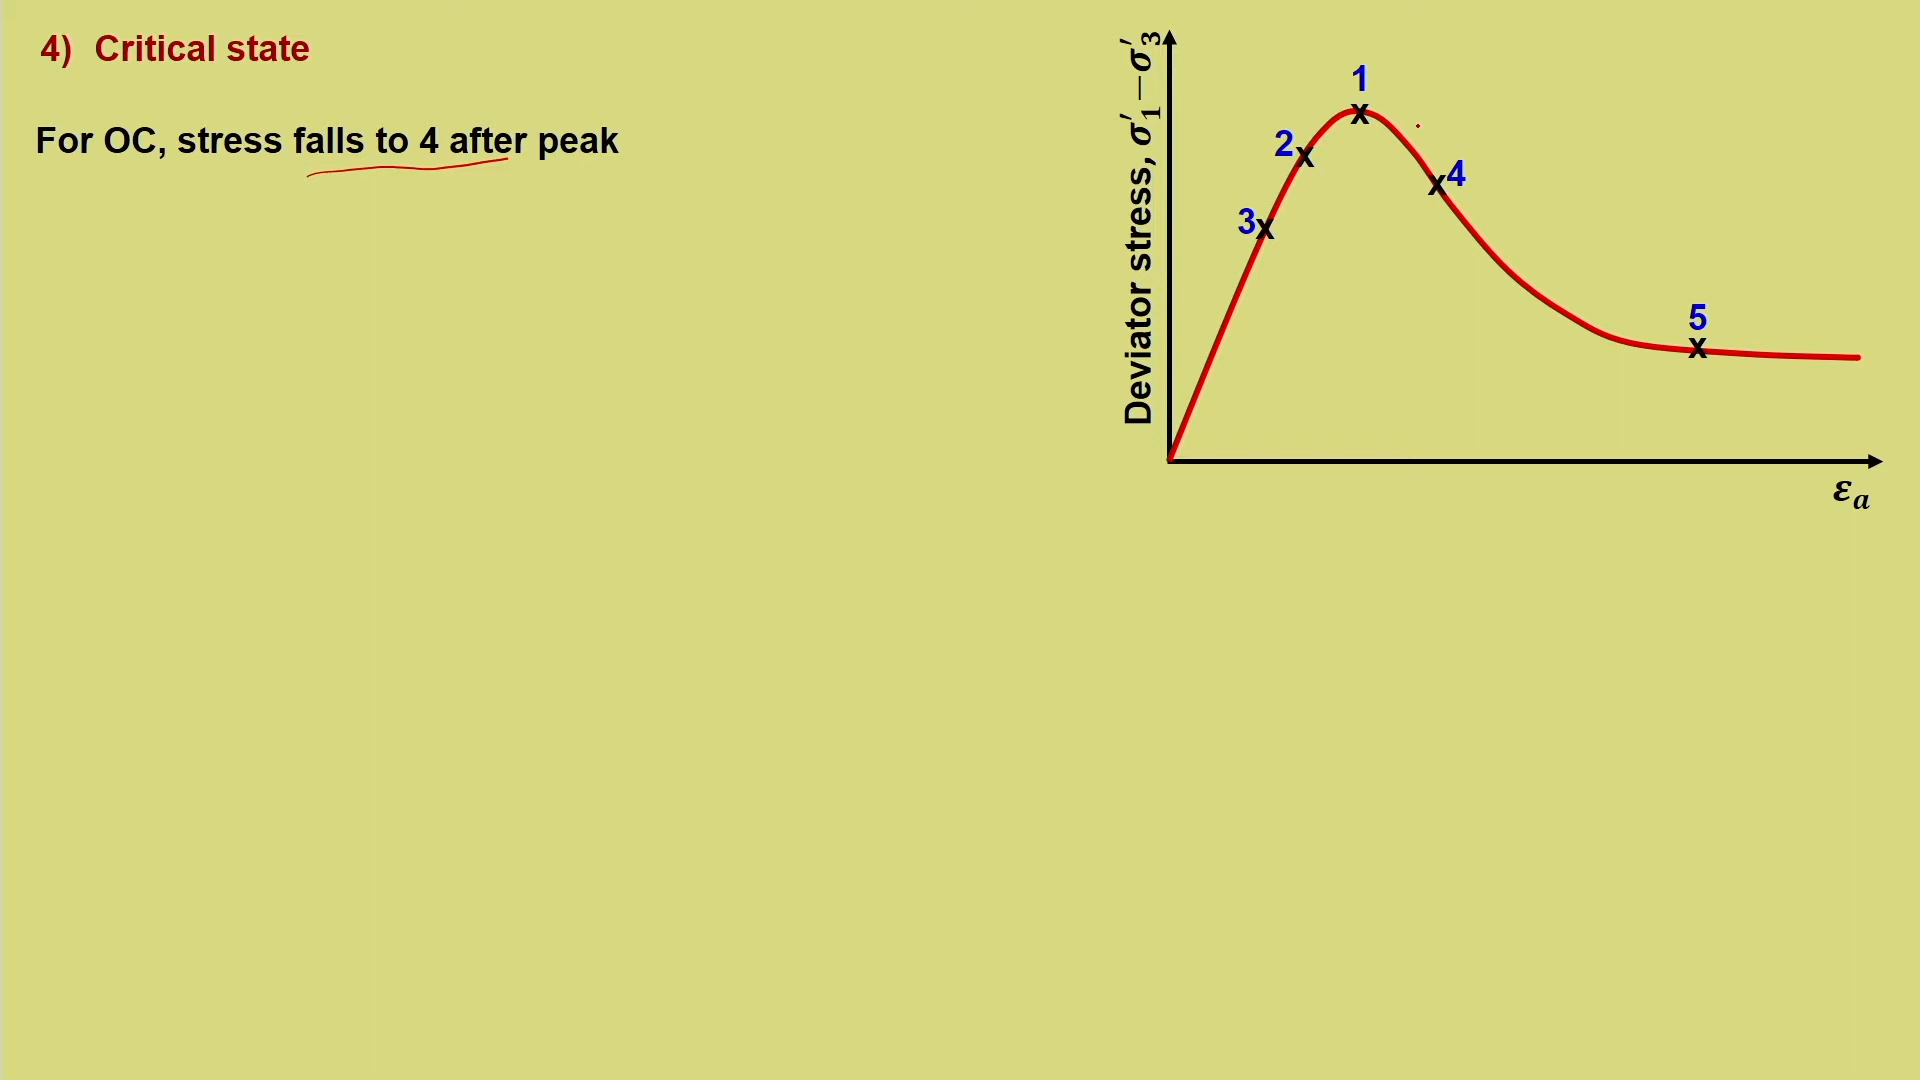 4) Critical state
For OC, stress falls to 4 after peak
Deviator stress, σ′₁−σ′₃
1
2
3
4
5
εₐ